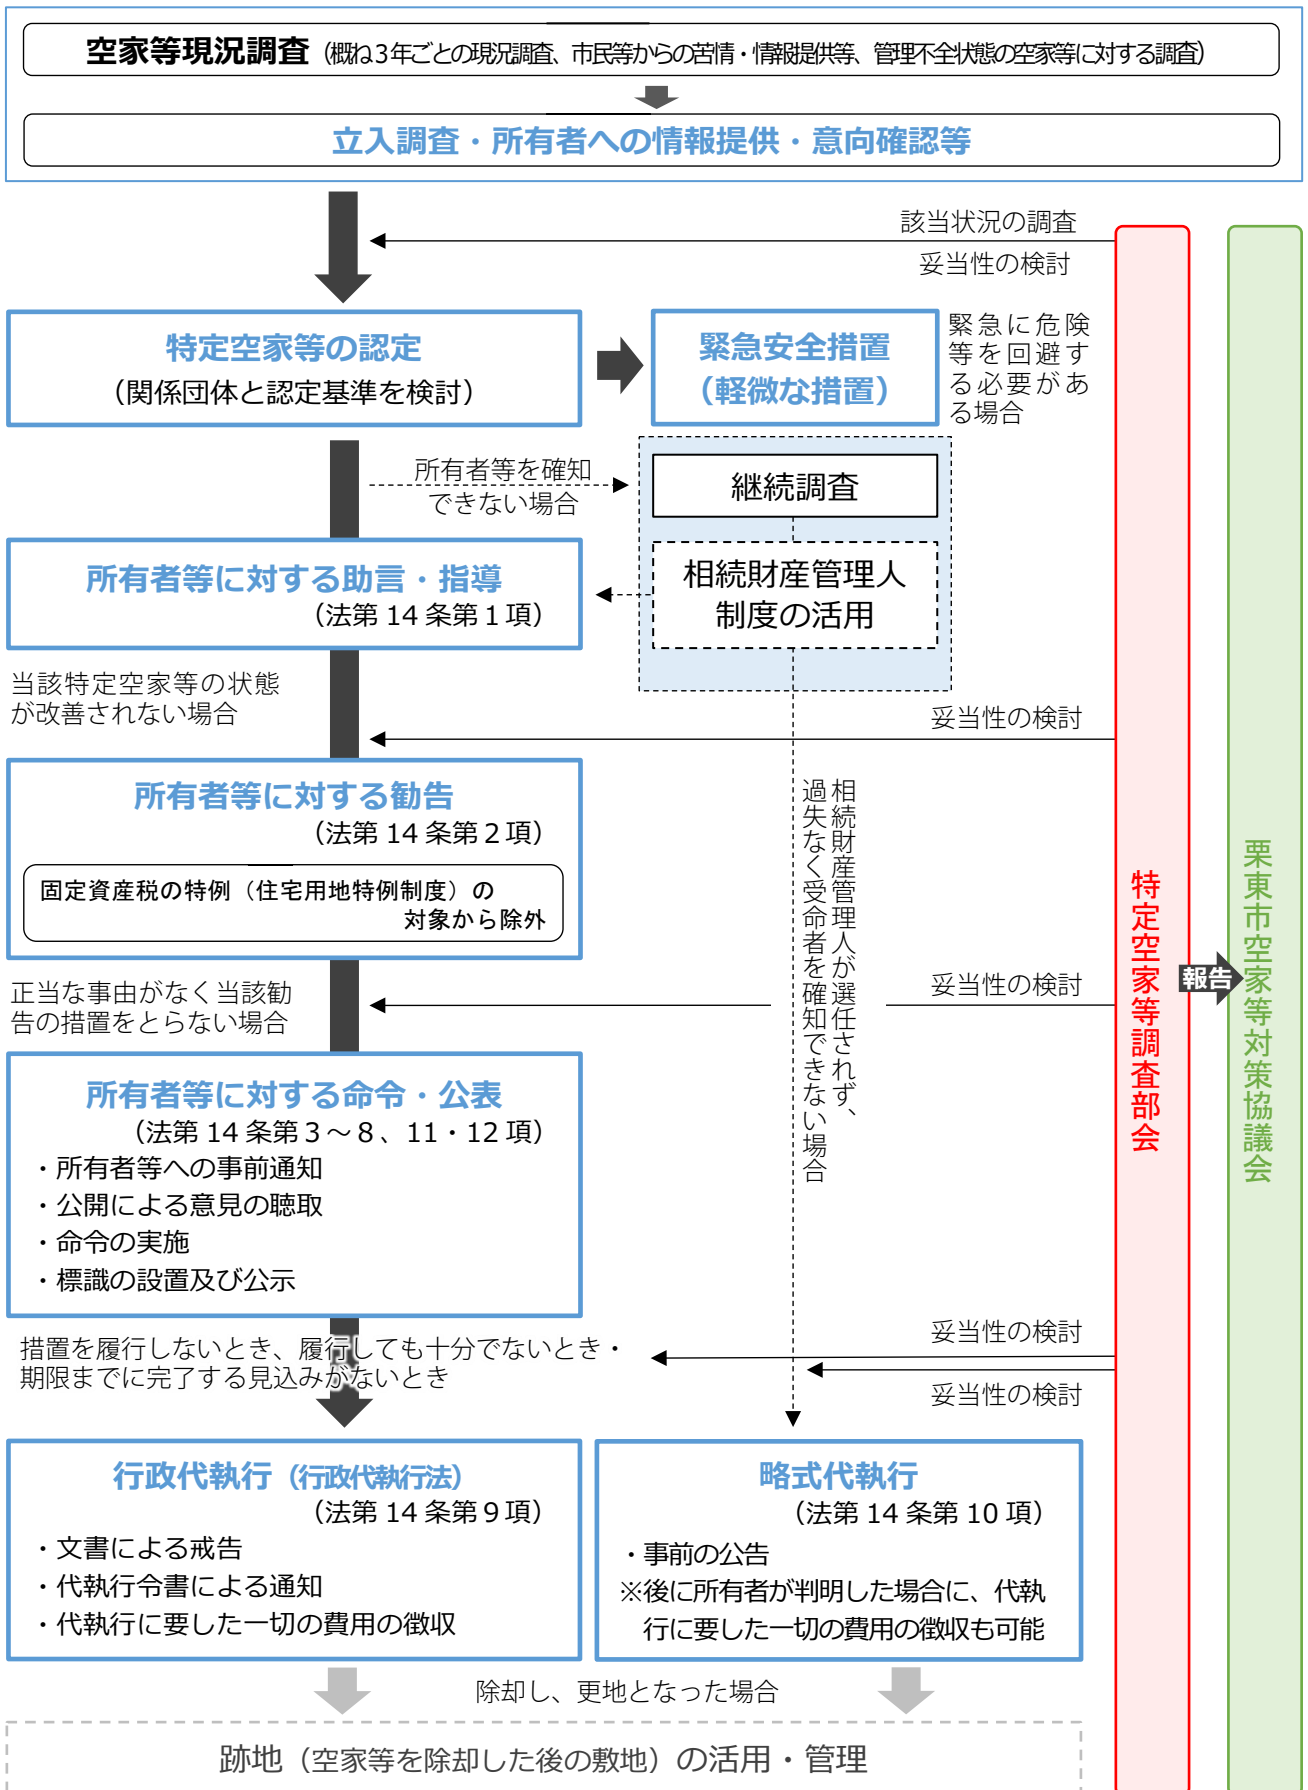 空家等現況調査（概ね３年ごとの現況調査、市民等からの苦情・情報提供等、管理不全状態の空家等に対する調査）
立入調査・所有者への情報提供・意向確認等
該当状況の調査
妥当性の検討
特定空家等の認定
（関係団体と認定基準を検討）
緊急安全措置
（軽微な措置）
緊急に危険
等を回避す
る必要があ
る場合
所有者等を確知
できない場合
継続調査
相続財産管理人
制度の活用
所有者等に対する助言・指導
（法第 14 条第１項）
当該特定空家等の状態
が改善されない場合
妥当性の検討
所有者等に対する勧告
（法第 14 条第２項）
固定資産税の特例（住宅用地特例制度）の
対象から除外
相続財産管理人が選任されず、
過失なく受命者を確知できない場合
正当な事由がなく当該勧
告の措置をとらない場合
妥当性の検討
特定空家等調査部会
報告
栗東市空家等対策協議会
所有者等に対する命令・公表
（法第 14 条第３～８、11・12 項）
・所有者等への事前通知
・公開による意見の聴取
・命令の実施
・標識の設置及び公示
措置を履行しないとき、履行しても十分でないとき・
期限までに完了する見込みがないとき
妥当性の検討
妥当性の検討
行政代執行（行政代執行法）
（法第 14 条第９項）
・文書による戒告
・代執行令書による通知
・代執行に要した一切の費用の徴収
略式代執行
（法第 14 条第 10 項）
・事前の公告
※後に所有者が判明した場合に、代執
行に要した一切の費用の徴収も可能
除却し、更地となった場合
跡地（空家等を除却した後の敷地）の活用・管理